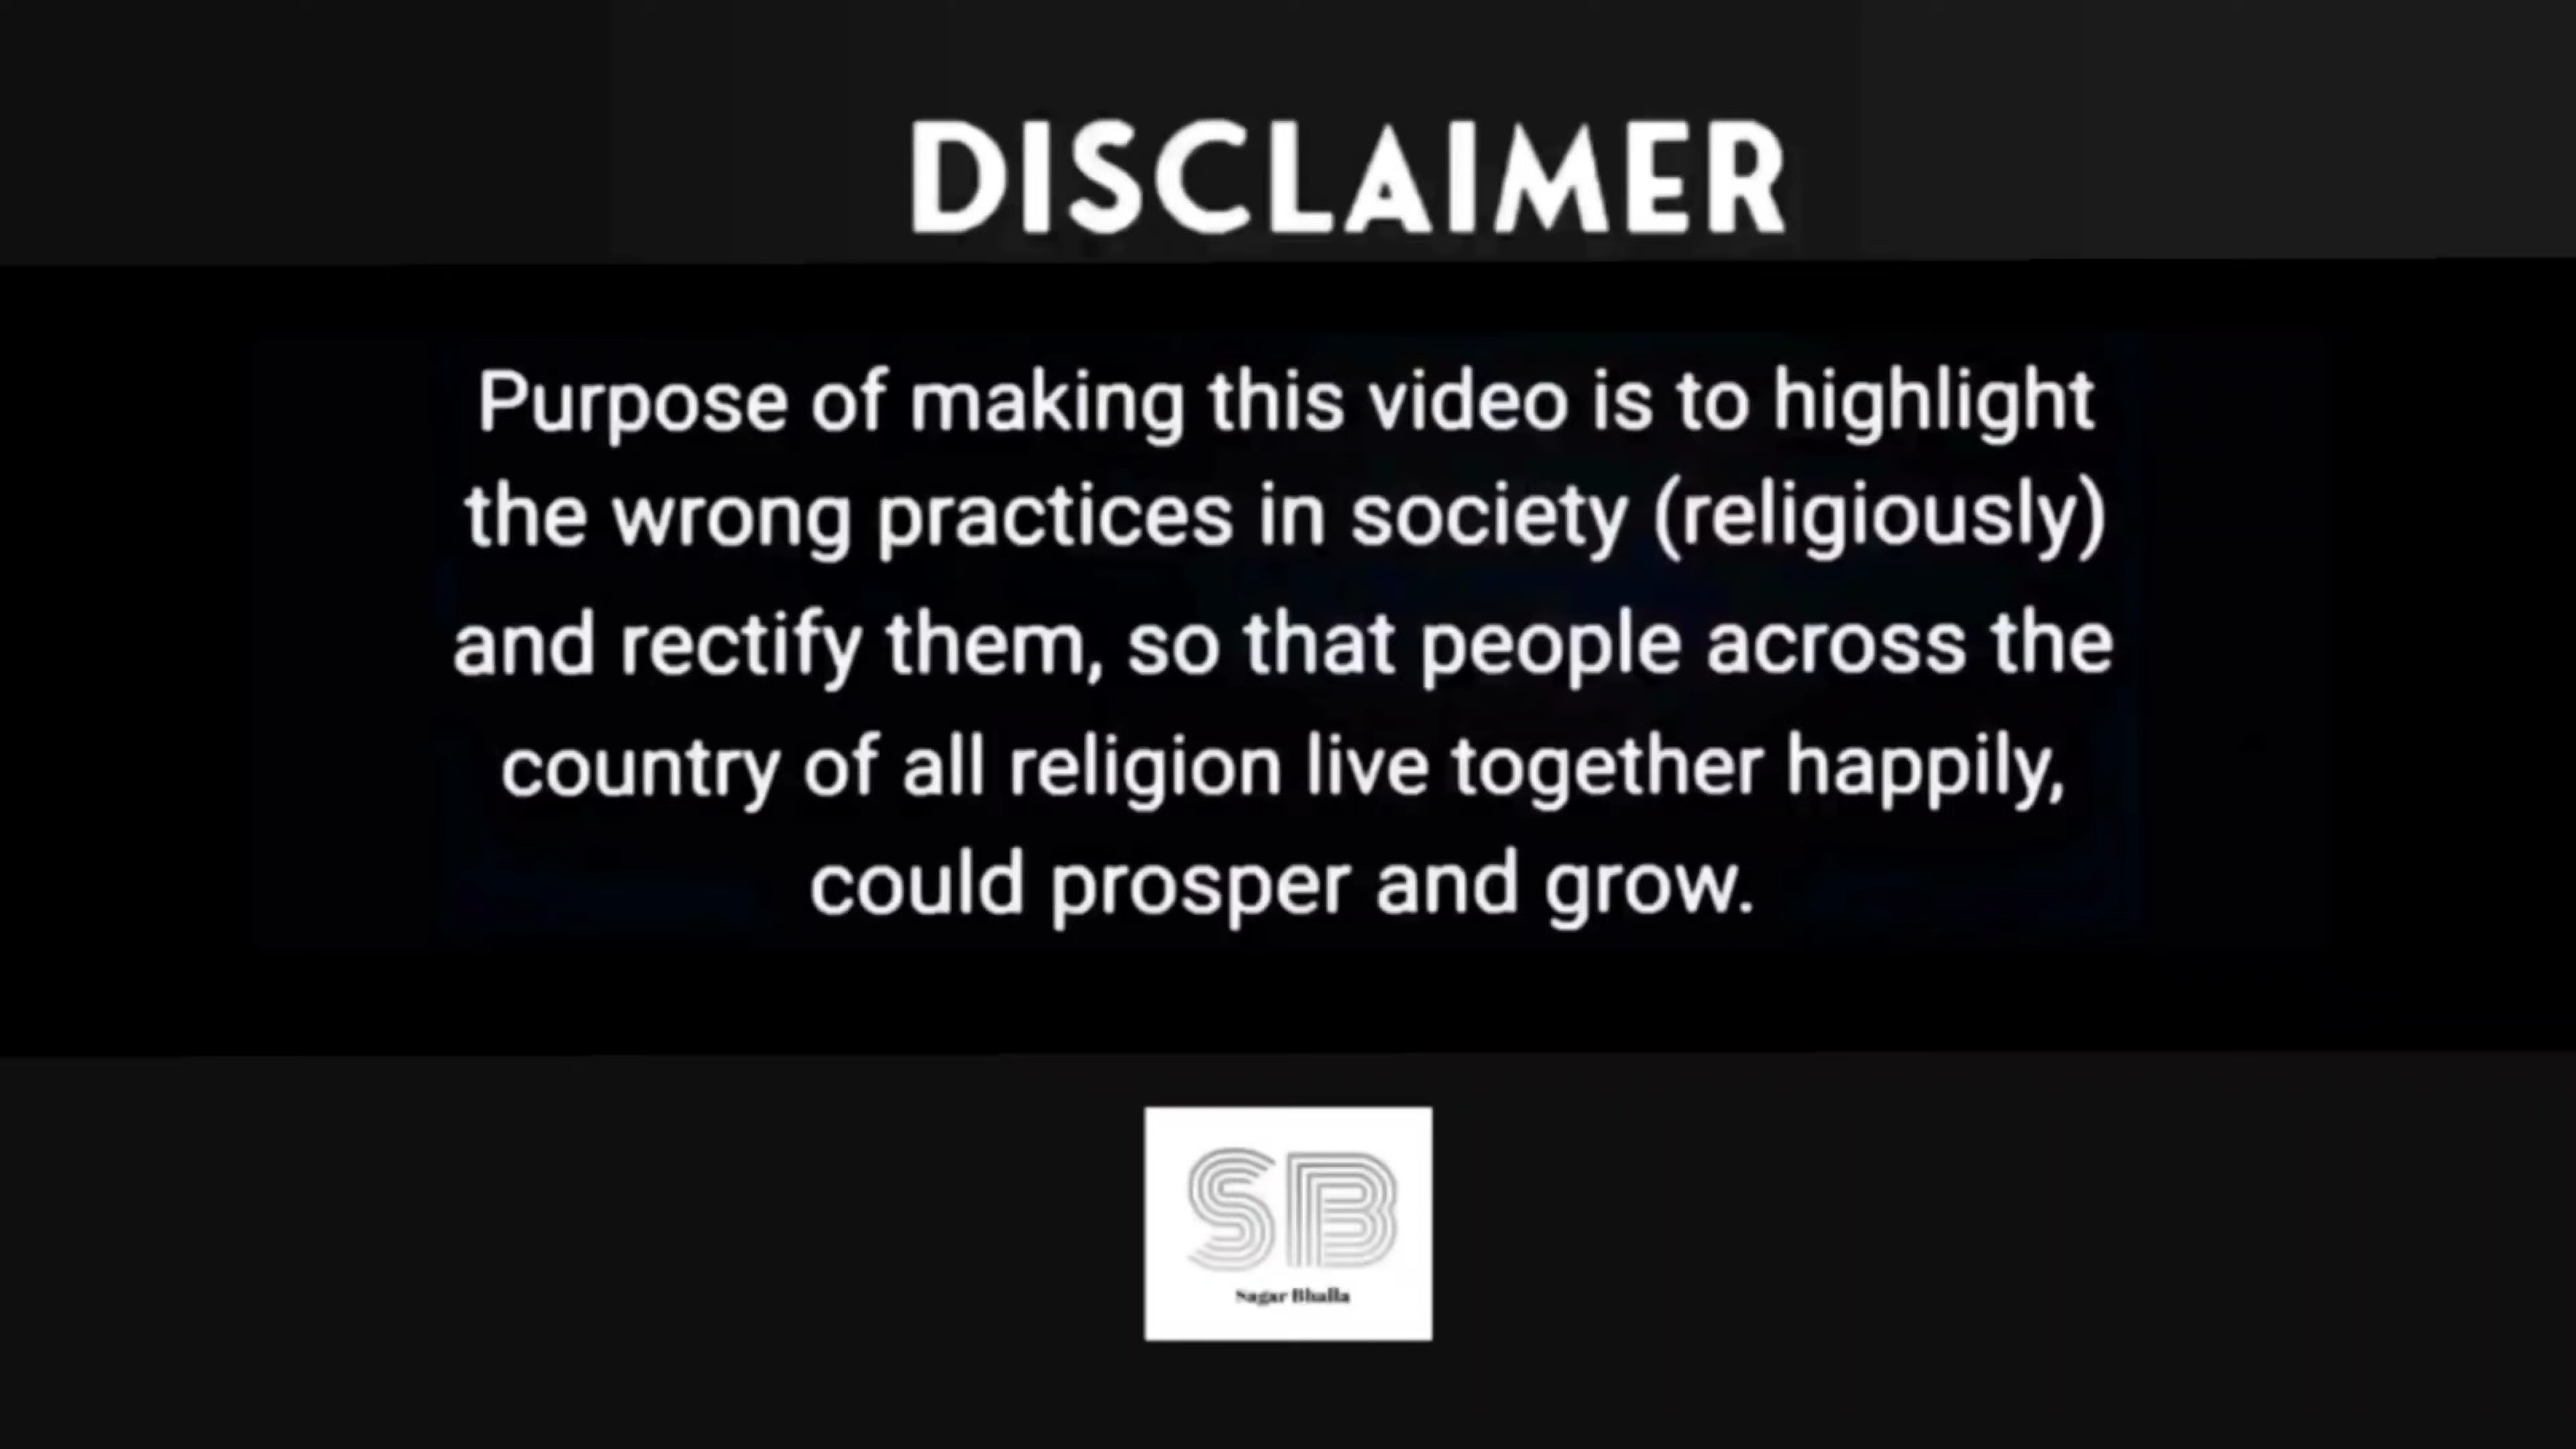 DISCLAIMER
Purpose of making this video is to highlight
the wrong practices in society (religiously)
and rectify them, so that people across the
country of all religion live together happily,
could prosper and grow.
SB
Sagar Bhalla